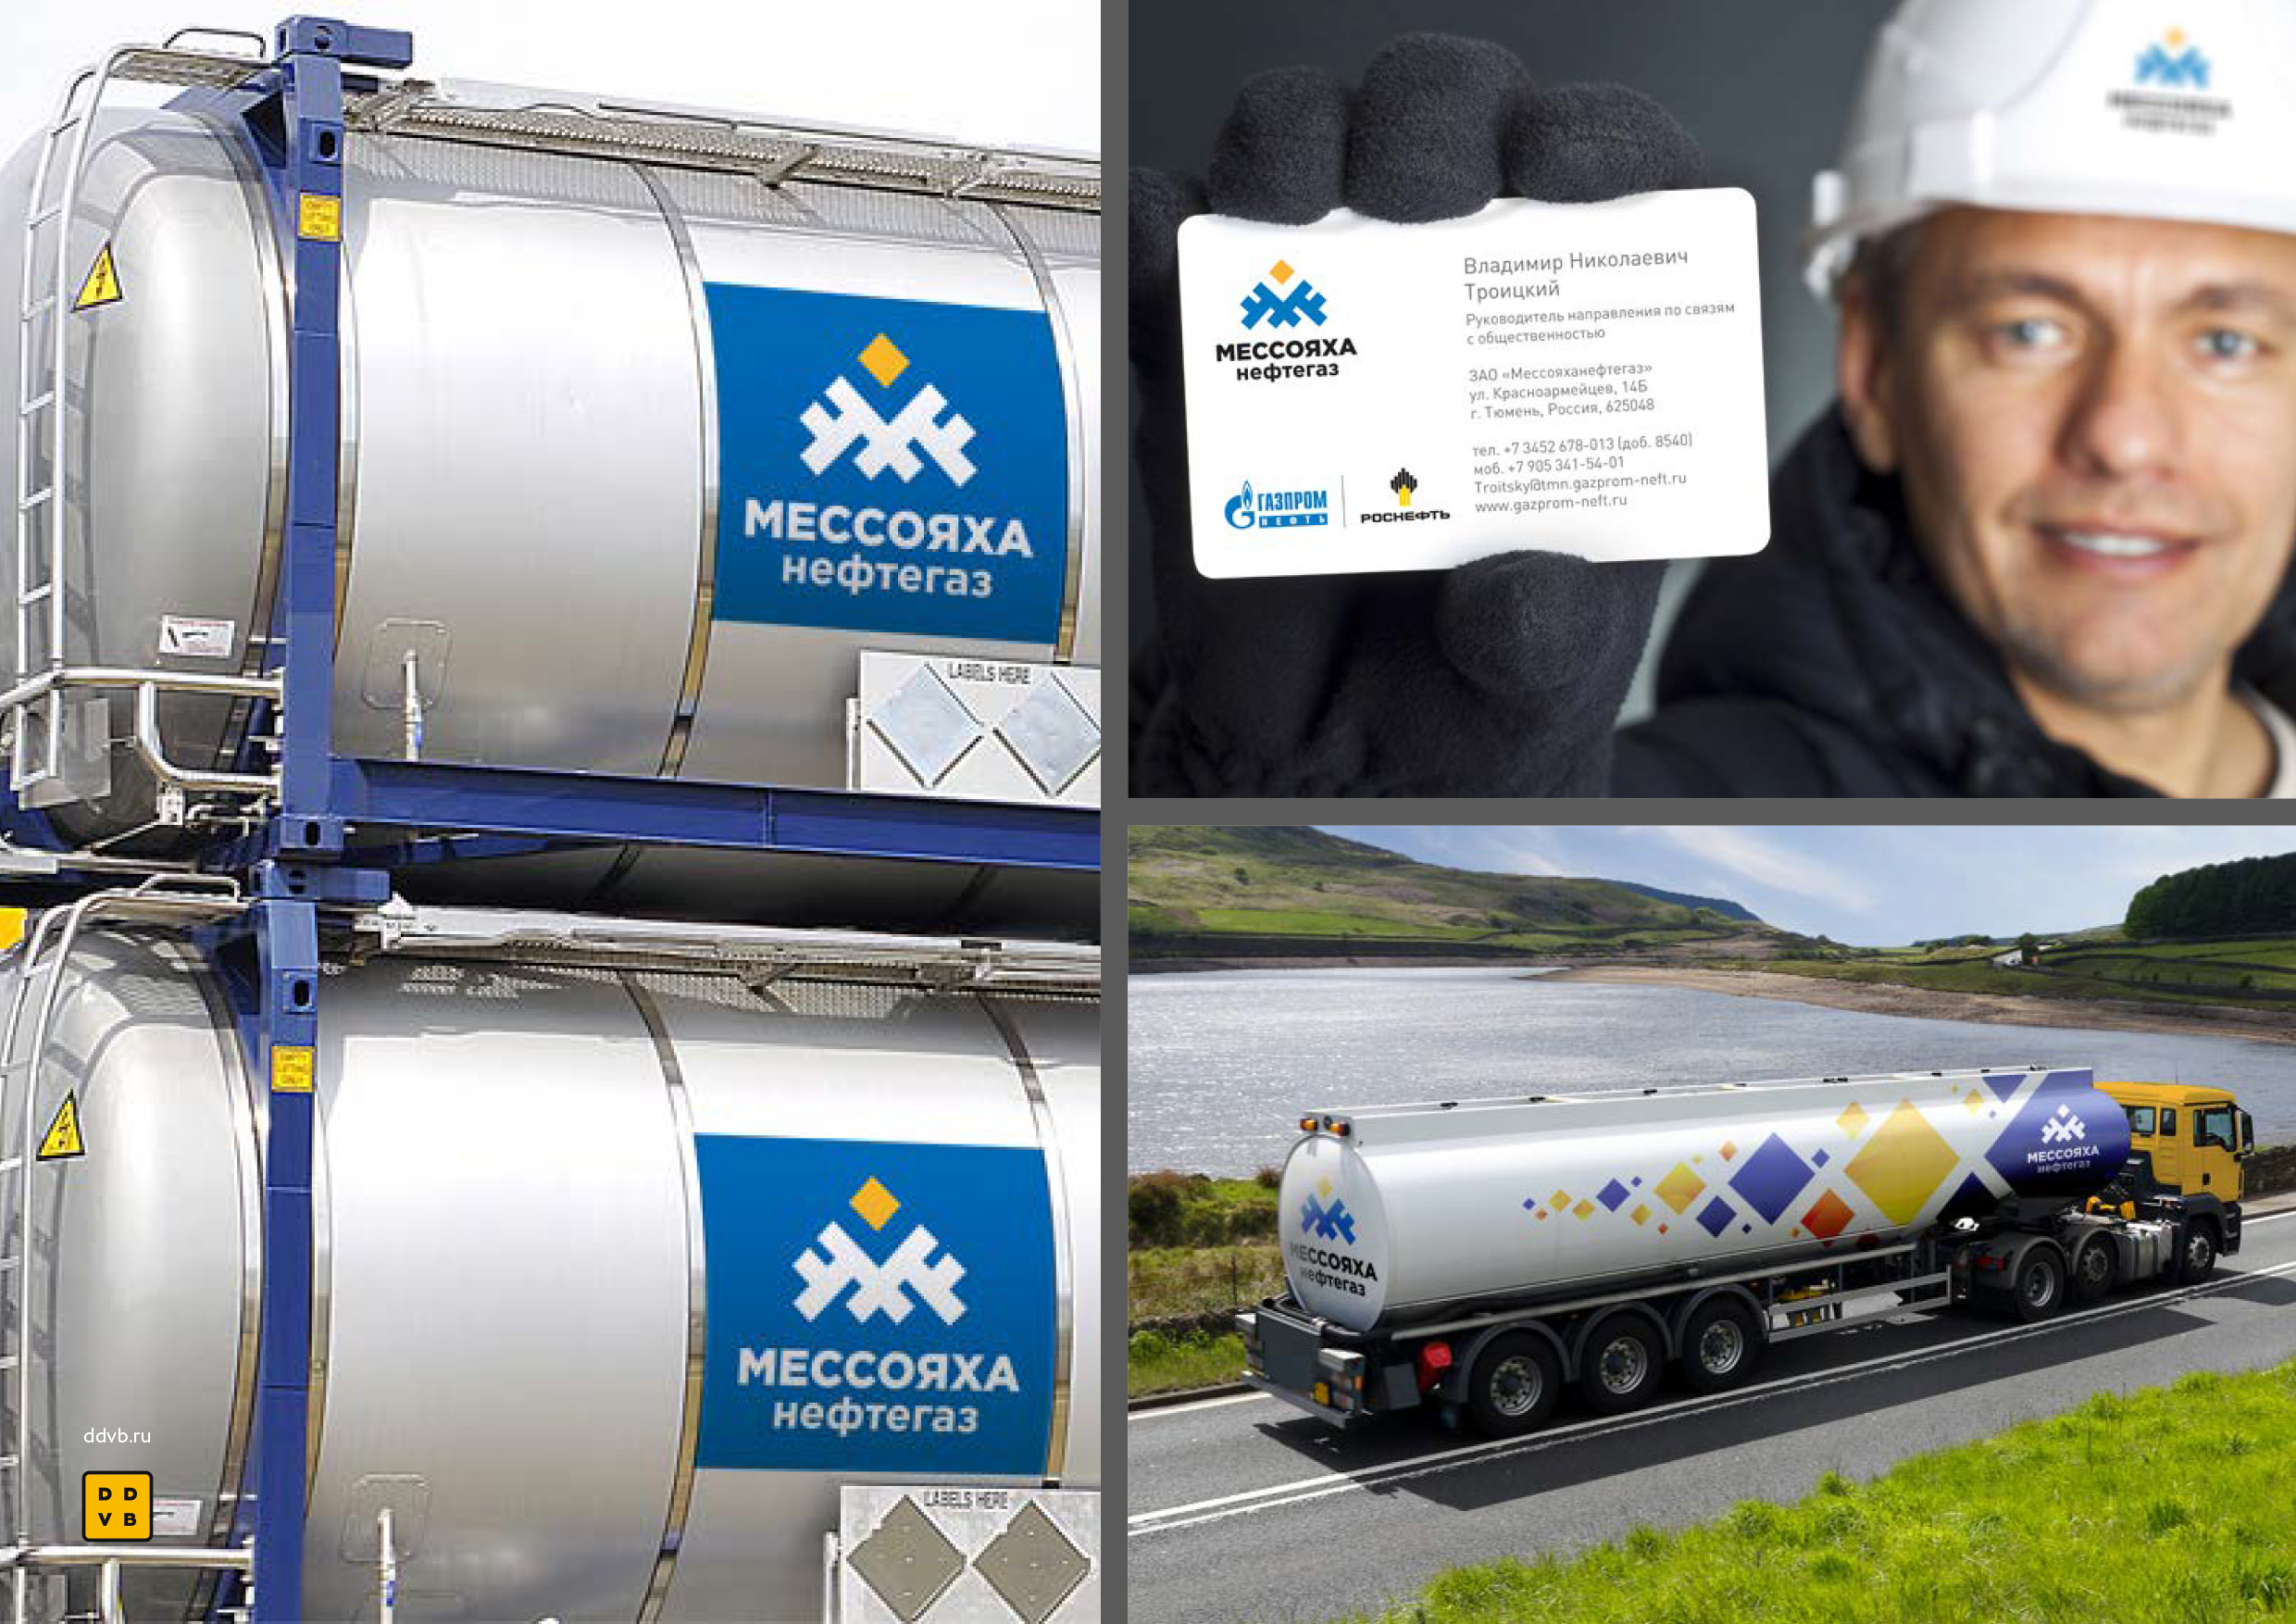 МЕССОЯХА
нефтегаз
LABELS HERE
МЕССОЯХА
нефтегаз
LABELS HERE
ddvb.ru
D D
V B
МЕССОЯХА
нефтегаз
ГАЗПРОМ
НЕФТЬ
РОСНЕФТЬ
Владимир Николаевич
Троицкий
Руководитель направления по связям
с общественностью
ЗАО «Мессояханефтегаз»
ул. Красноармейцев, 14Б
г. Тюмень, Россия, 625048
тел. +7 3452 678-013 (доб. 8540)
моб. +7 905 341-54-01
Troitsky@tmn.gazprom-neft.ru
www.gazprom-neft.ru
МЕССОЯХА
нефтегаз
МЕССОЯХА
нефтегаз